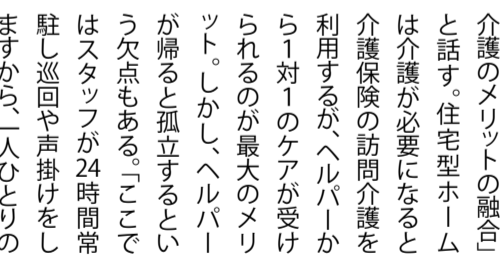 介護のメリットの融合」
と話す。住宅型ホーム
は介護が必要になると
介護保険の訪問介護を
利用するが、ヘルパーか
ら1対1のケアが受け
られるのが最大のメリ
ット。しかし、ヘルパー
が帰ると孤立するとい
う欠点もある。「ここで
はスタッフが24時間常
駐し巡回や声掛けをし
ますから、一人ひとりの